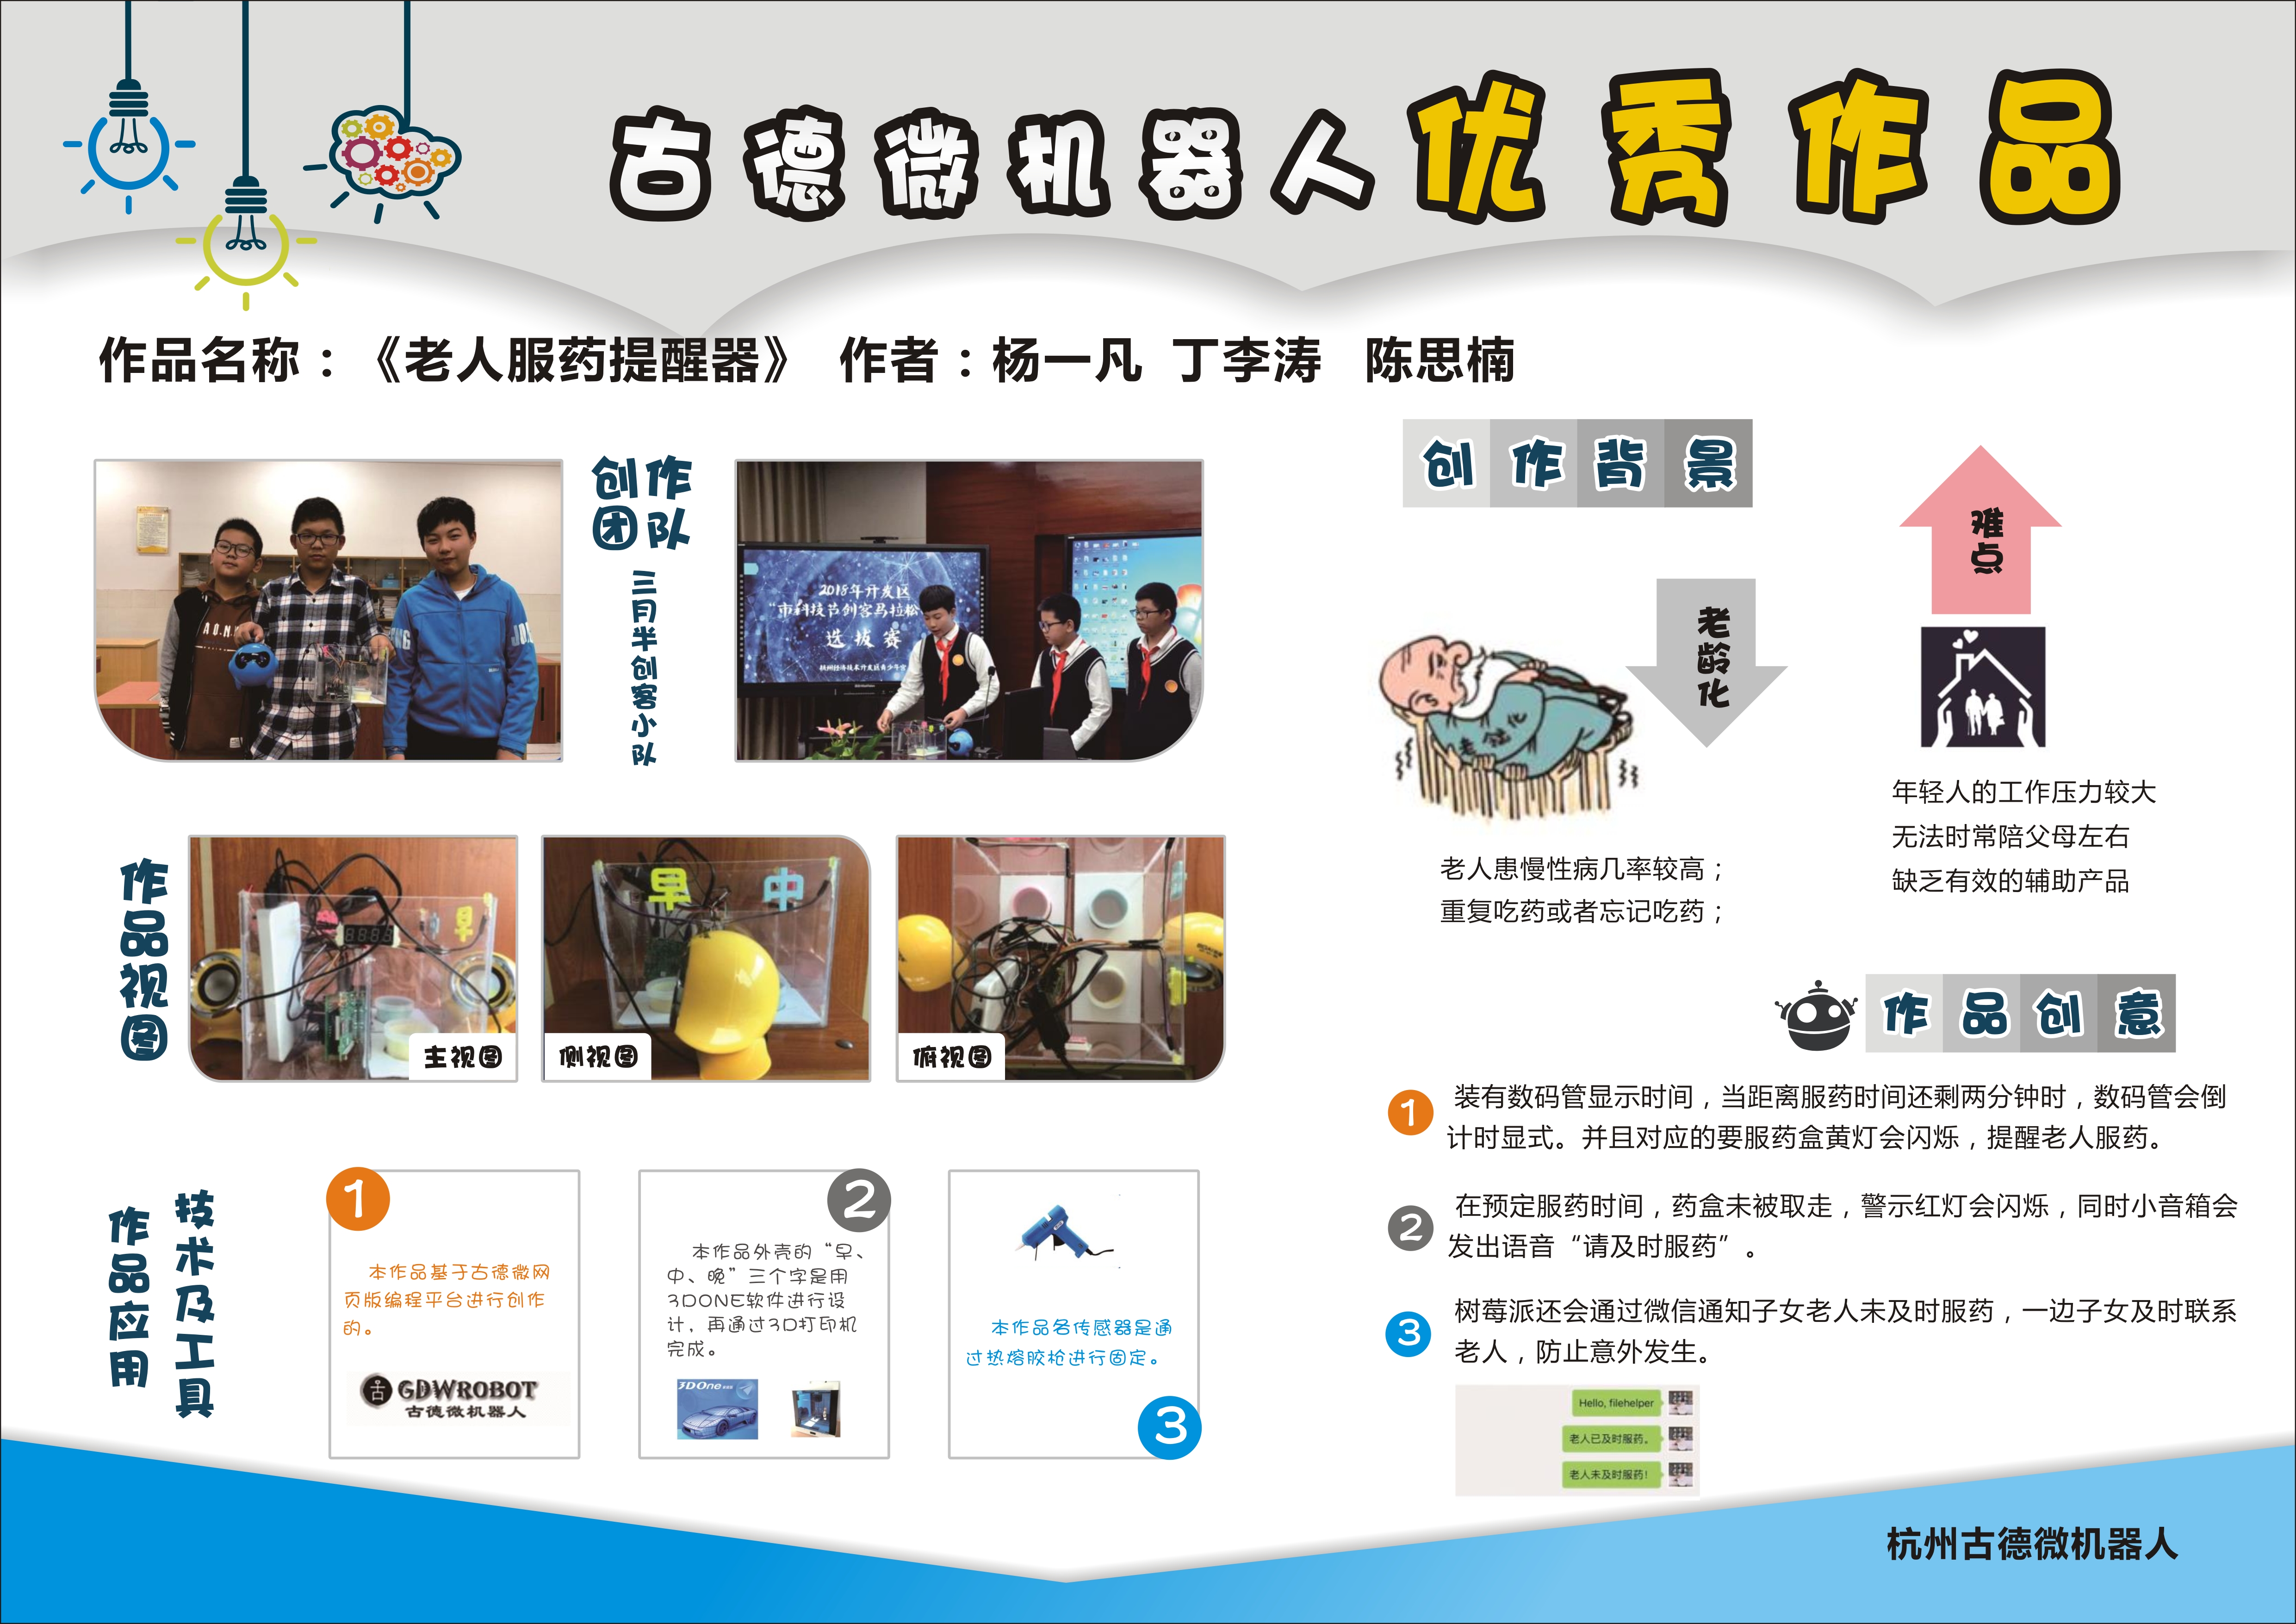 古德微机器人优秀作品
作品名称：《老人服药提醒器》 作者：杨一凡 丁李涛 陈思楠
创作
团队
三月半创客小队
2018年开发区
“市科技节创客马拉松
选拔赛
作品视图
早
主视图
早 中
侧视图
俯视图
作品应用
技术及工具
1
本作品基于古德微网
页版编程平台进行创作
的。
古 GDWROBOT
古德微机器人
2
本作品外壳的“早、
中、晚”三个字是用
3DONE软件进行设
计，再通过3D打印机
完成。
3DOne
本作品各传感器是通
过热熔胶枪进行固定。
3
创作背景
老龄化
老龄化
老人患慢性病几率较高；
重复吃药或者忘记吃药；
难点
年轻人的工作压力较大
无法时常陪父母左右
缺乏有效的辅助产品
作品创意
1 装有数码管显示时间，当距离服药时间还剩两分钟时，数码管会倒
计时显式。并且对应的要服药盒黄灯会闪烁，提醒老人服药。
2 在预定服药时间，药盒未被取走，警示红灯会闪烁，同时小音箱会
发出语音“请及时服药”。
3 树莓派还会通过微信通知子女老人未及时服药，一边子女及时联系
老人，防止意外发生。
Hello, filehelper
老人已及时服药。
老人未及时服药！
杭州古德微机器人